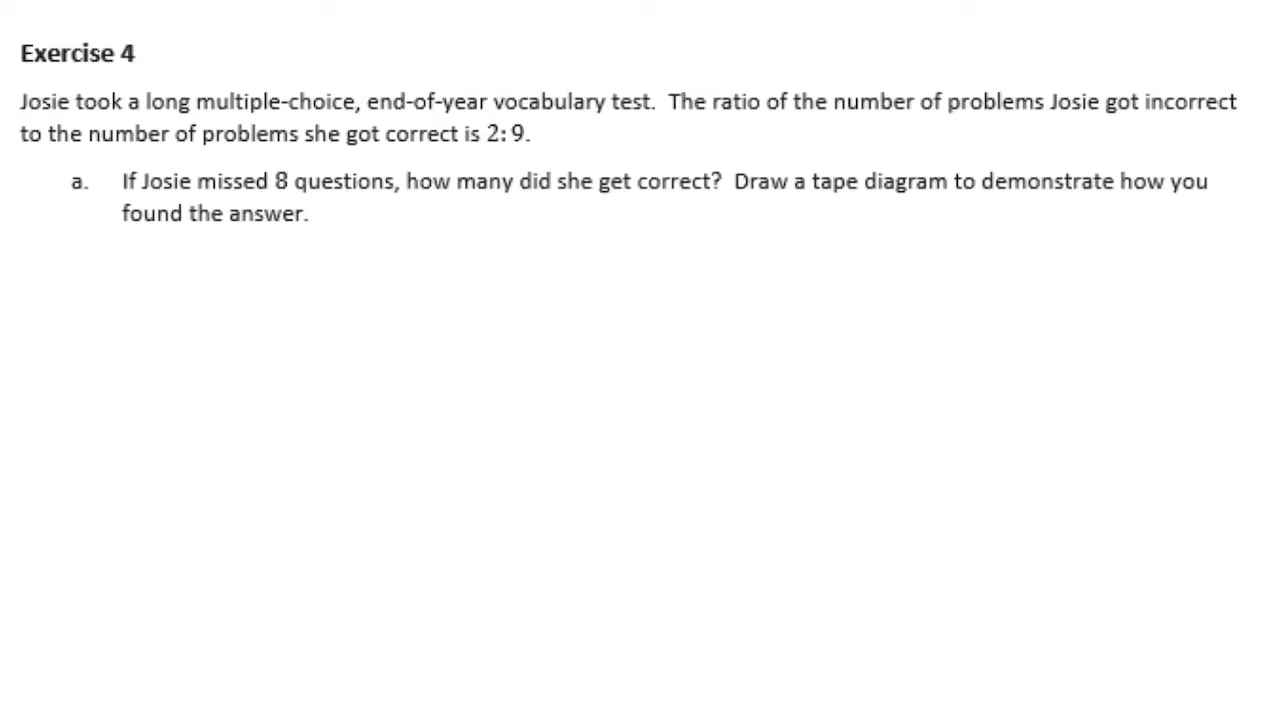 Exercise 4
Josie took a long multiple-choice, end-of-year vocabulary test.  The ratio of the number of problems Josie got incorrect
to the number of problems she got correct is 2: 9.
a. If Josie missed 8 questions, how many did she get correct?  Draw a tape diagram to demonstrate how you
found the answer.